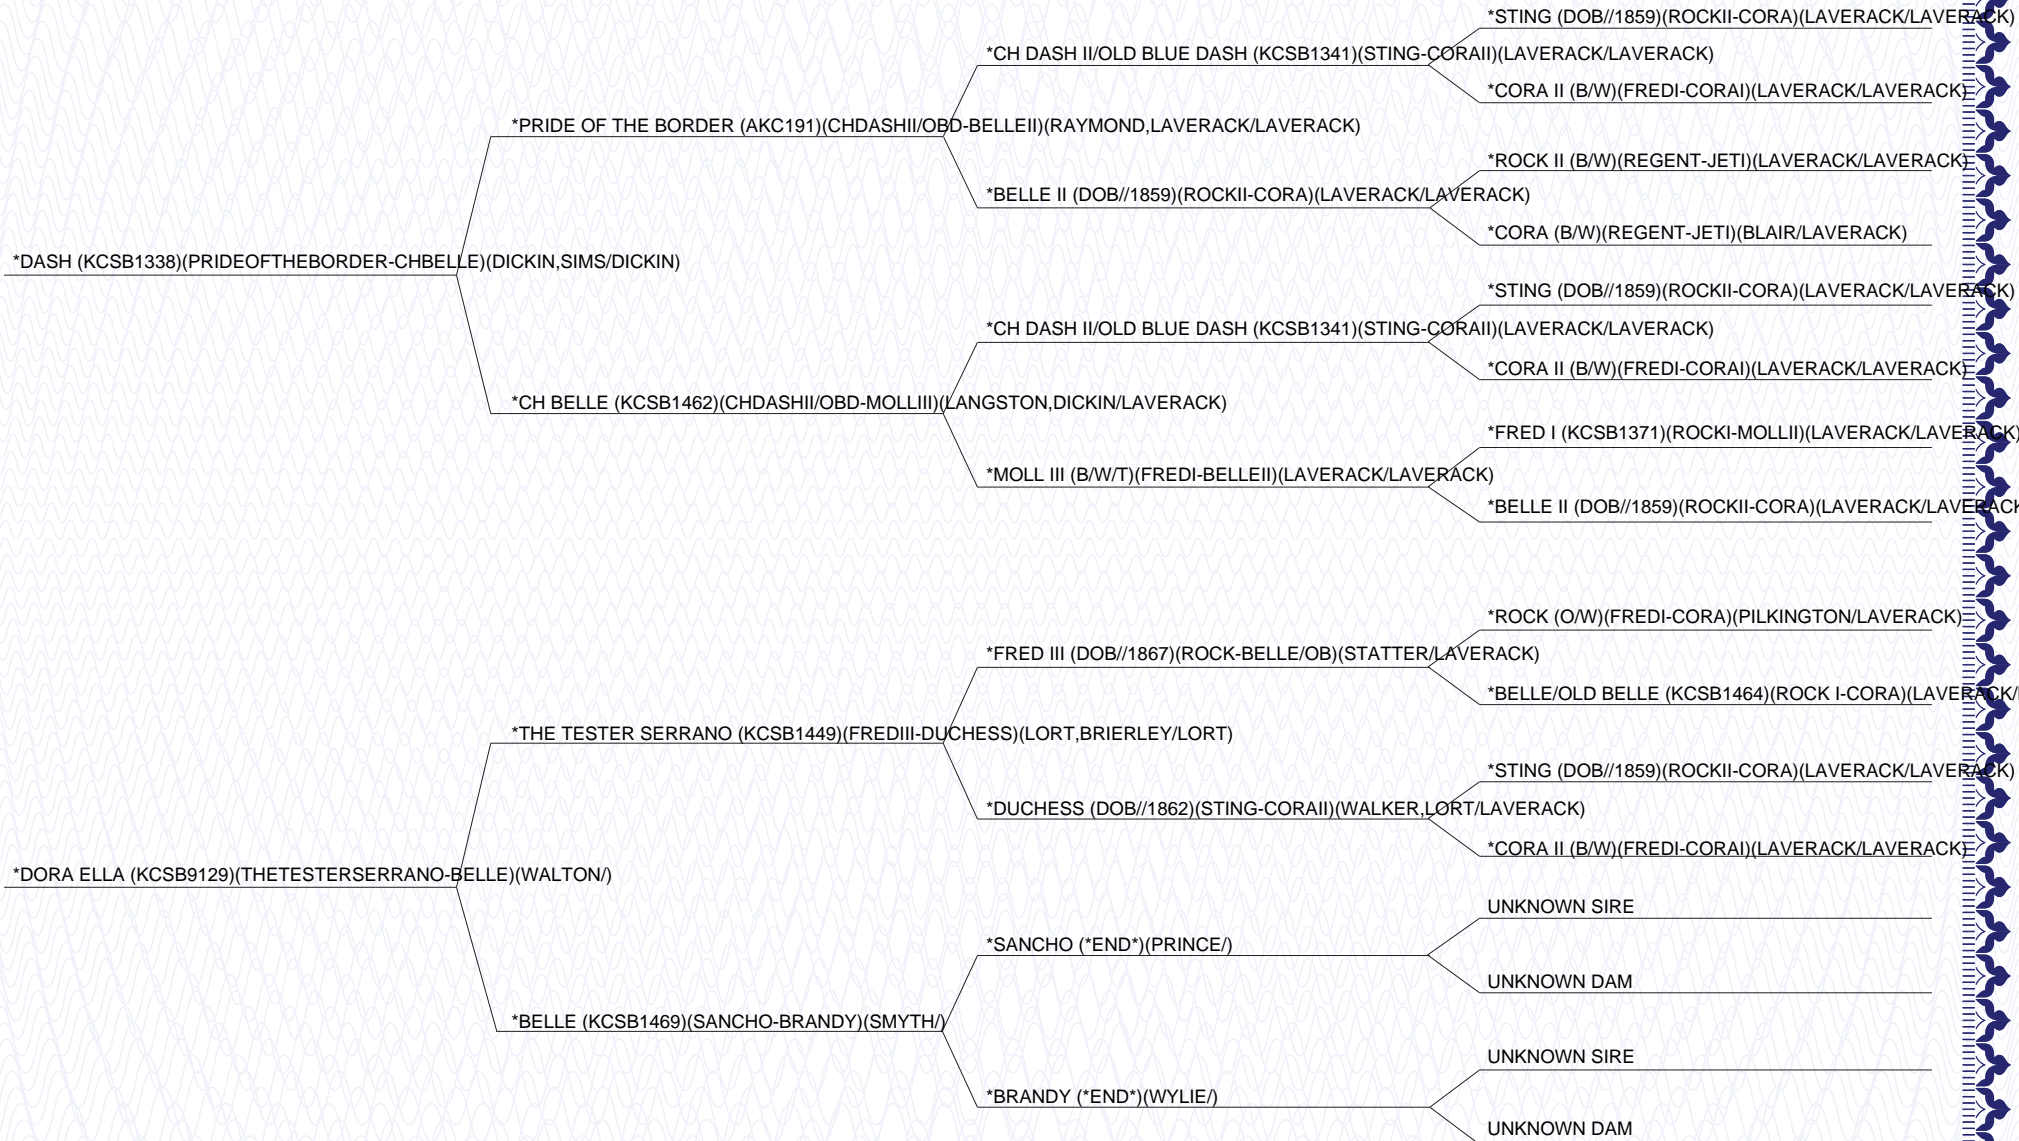 *STING (DOB//1859)(ROCKII-CORA)(LAVERACK/LAVERACK)
*CH DASH II/OLD BLUE DASH (KCSB1341)(STING-CORAII)(LAVERACK/LAVERACK)
*CORA II (B/W)(FREDI-CORAI)(LAVERACK/LAVERACK)
*PRIDE OF THE BORDER (AKC191)(CHDASHII/OBD-BELLEII)(RAYMOND,LAVERACK/LAVERACK)
*ROCK II (B/W)(REGENT-JETI)(LAVERACK/LAVERACK)
*BELLE II (DOB//1859)(ROCKII-CORA)(LAVERACK/LAVERACK)
*CORA (B/W)(REGENT-JETI)(BLAIR/LAVERACK)
*DASH (KCSB1338)(PRIDEOFTHEBORDER-CHBELLE)(DICKIN,SIMS/DICKIN)
*STING (DOB//1859)(ROCKII-CORA)(LAVERACK/LAVERACK)
*CH DASH II/OLD BLUE DASH (KCSB1341)(STING-CORAII)(LAVERACK/LAVERACK)
*CORA II (B/W)(FREDI-CORAI)(LAVERACK/LAVERACK)
*CH BELLE (KCSB1462)(CHDASHII/OBD-MOLLIII)(LANGSTON,DICKIN/LAVERACK)
*FRED I (KCSB1371)(ROCKI-MOLLII)(LAVERACK/LAVERACK)
*MOLL III (B/W/T)(FREDI-BELLEII)(LAVERACK/LAVERACK)
*BELLE II (DOB//1859)(ROCKII-CORA)(LAVERACK/LAVERACK
*ROCK (O/W)(FREDI-CORA)(PILKINGTON/LAVERACK)
*FRED III (DOB//1867)(ROCK-BELLE/OB)(STATTER/LAVERACK)
*BELLE/OLD BELLE (KCSB1464)(ROCK I-CORA)(LAVERACK/
*THE TESTER SERRANO (KCSB1449)(FREDIII-DUCHESS)(LORT,BRIERLEY/LORT)
*STING (DOB//1859)(ROCKII-CORA)(LAVERACK/LAVERACK)
*DUCHESS (DOB//1862)(STING-CORAII)(WALKER,LORT/LAVERACK)
*CORA II (B/W)(FREDI-CORAI)(LAVERACK/LAVERACK)
*DORA ELLA (KCSB9129)(THETESTERSERRANO-BELLE)(WALTON/)
UNKNOWN SIRE
*SANCHO (*END*)(PRINCE/)
UNKNOWN DAM
*BELLE (KCSB1469)(SANCHO-BRANDY)(SMYTH/)
UNKNOWN SIRE
*BRANDY (*END*)(WYLIE/)
UNKNOWN DAM